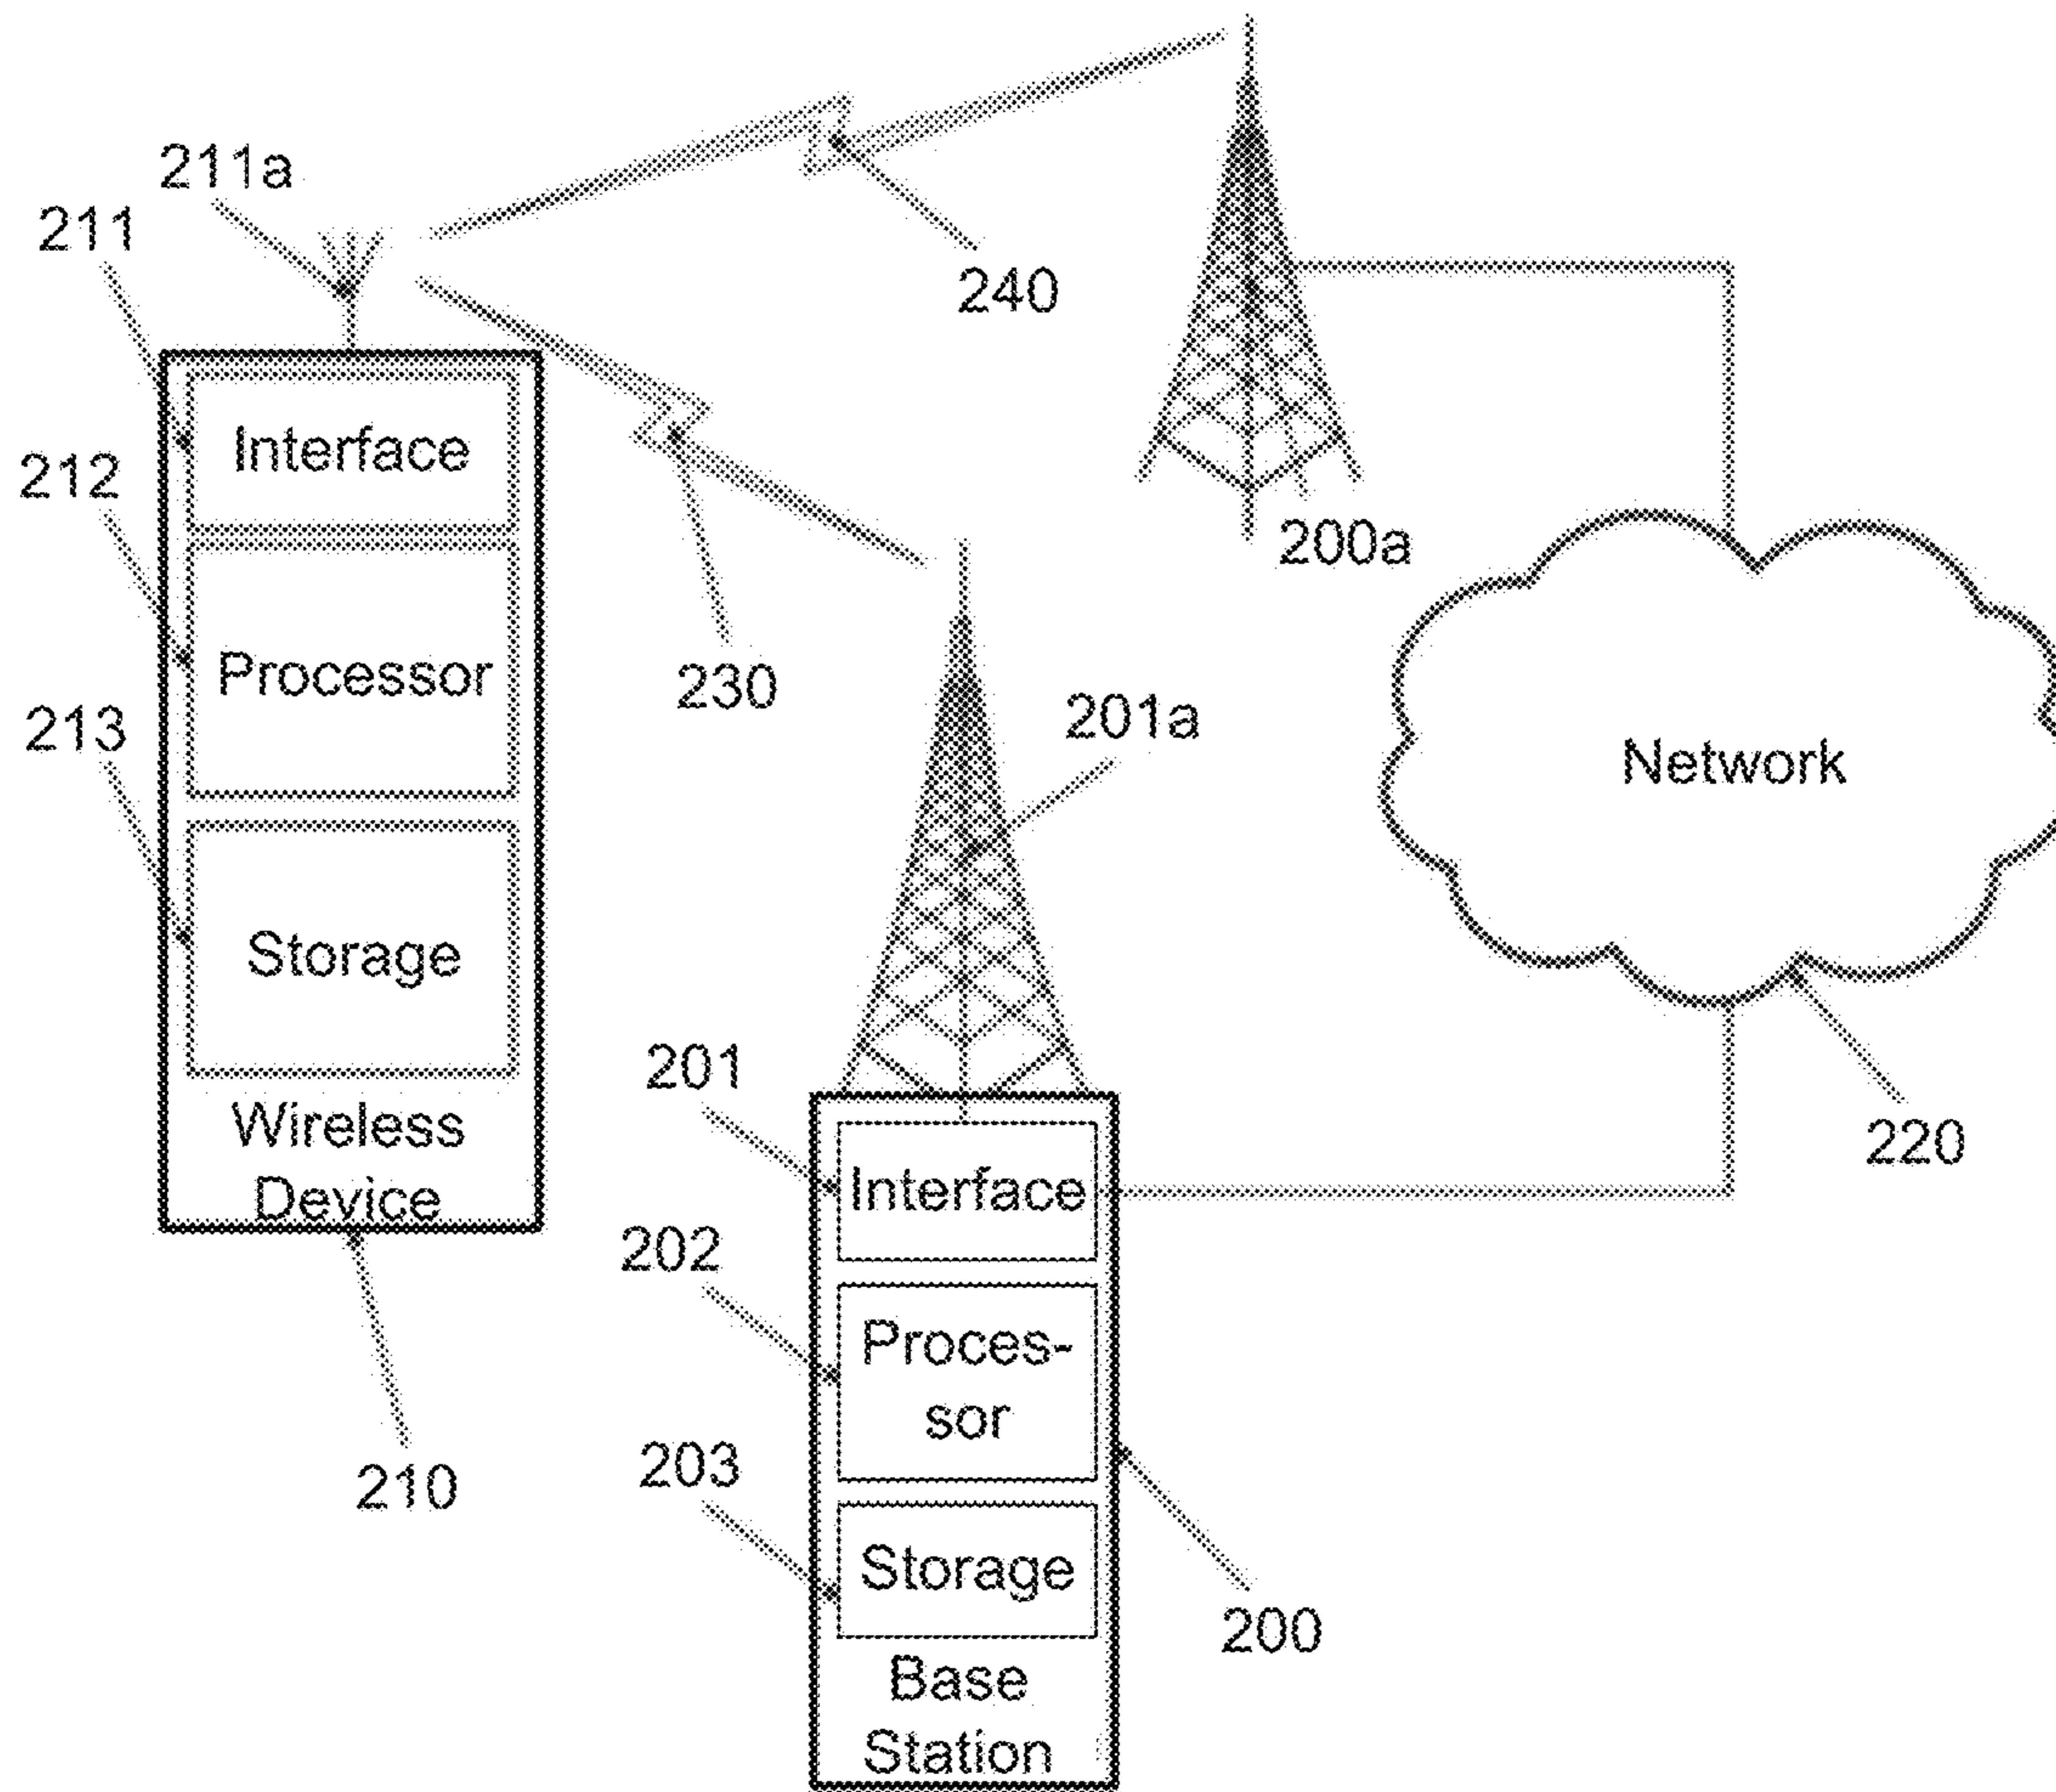 211a
211
240
212
Interface
200a
Processor
230
201a
213
Network
Storage
201
Wireless
Device
220
Interface
202
Proces-
sor
203
210
Storage
200
Base
Station